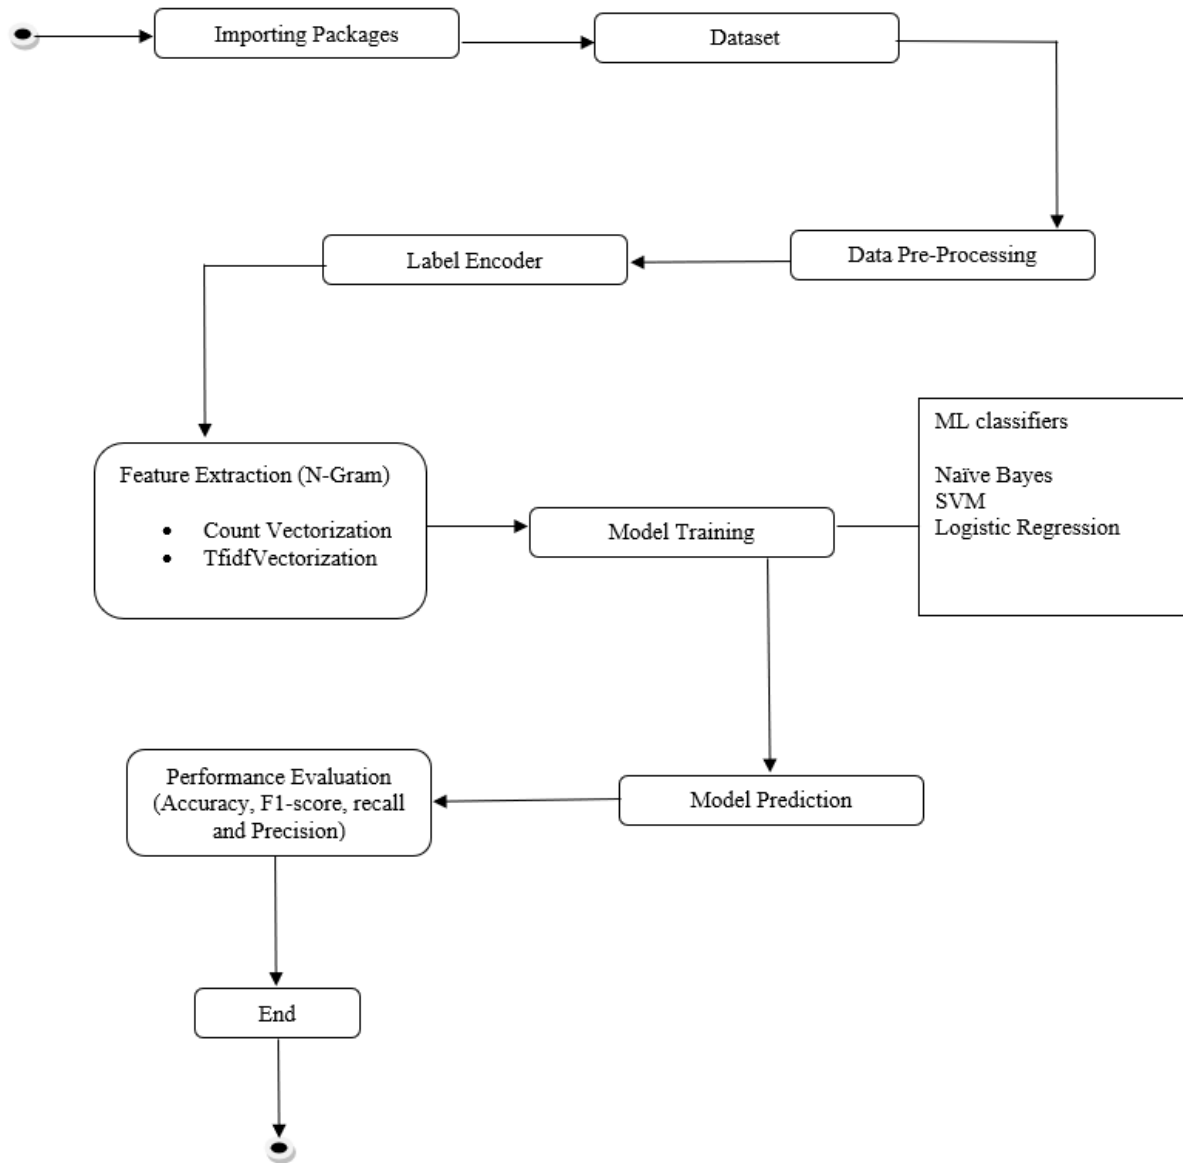 Importing Packages
Dataset
Data Pre-Processing
Label Encoder
Feature Extraction (N-Gram)
• Count Vectorization
• TfidfVectorization
Model Training
ML classifiers
Naïve Bayes
SVM
Logistic Regression
Model Prediction
Performance Evaluation
(Accuracy, F1-score, recall
and Precision)
End